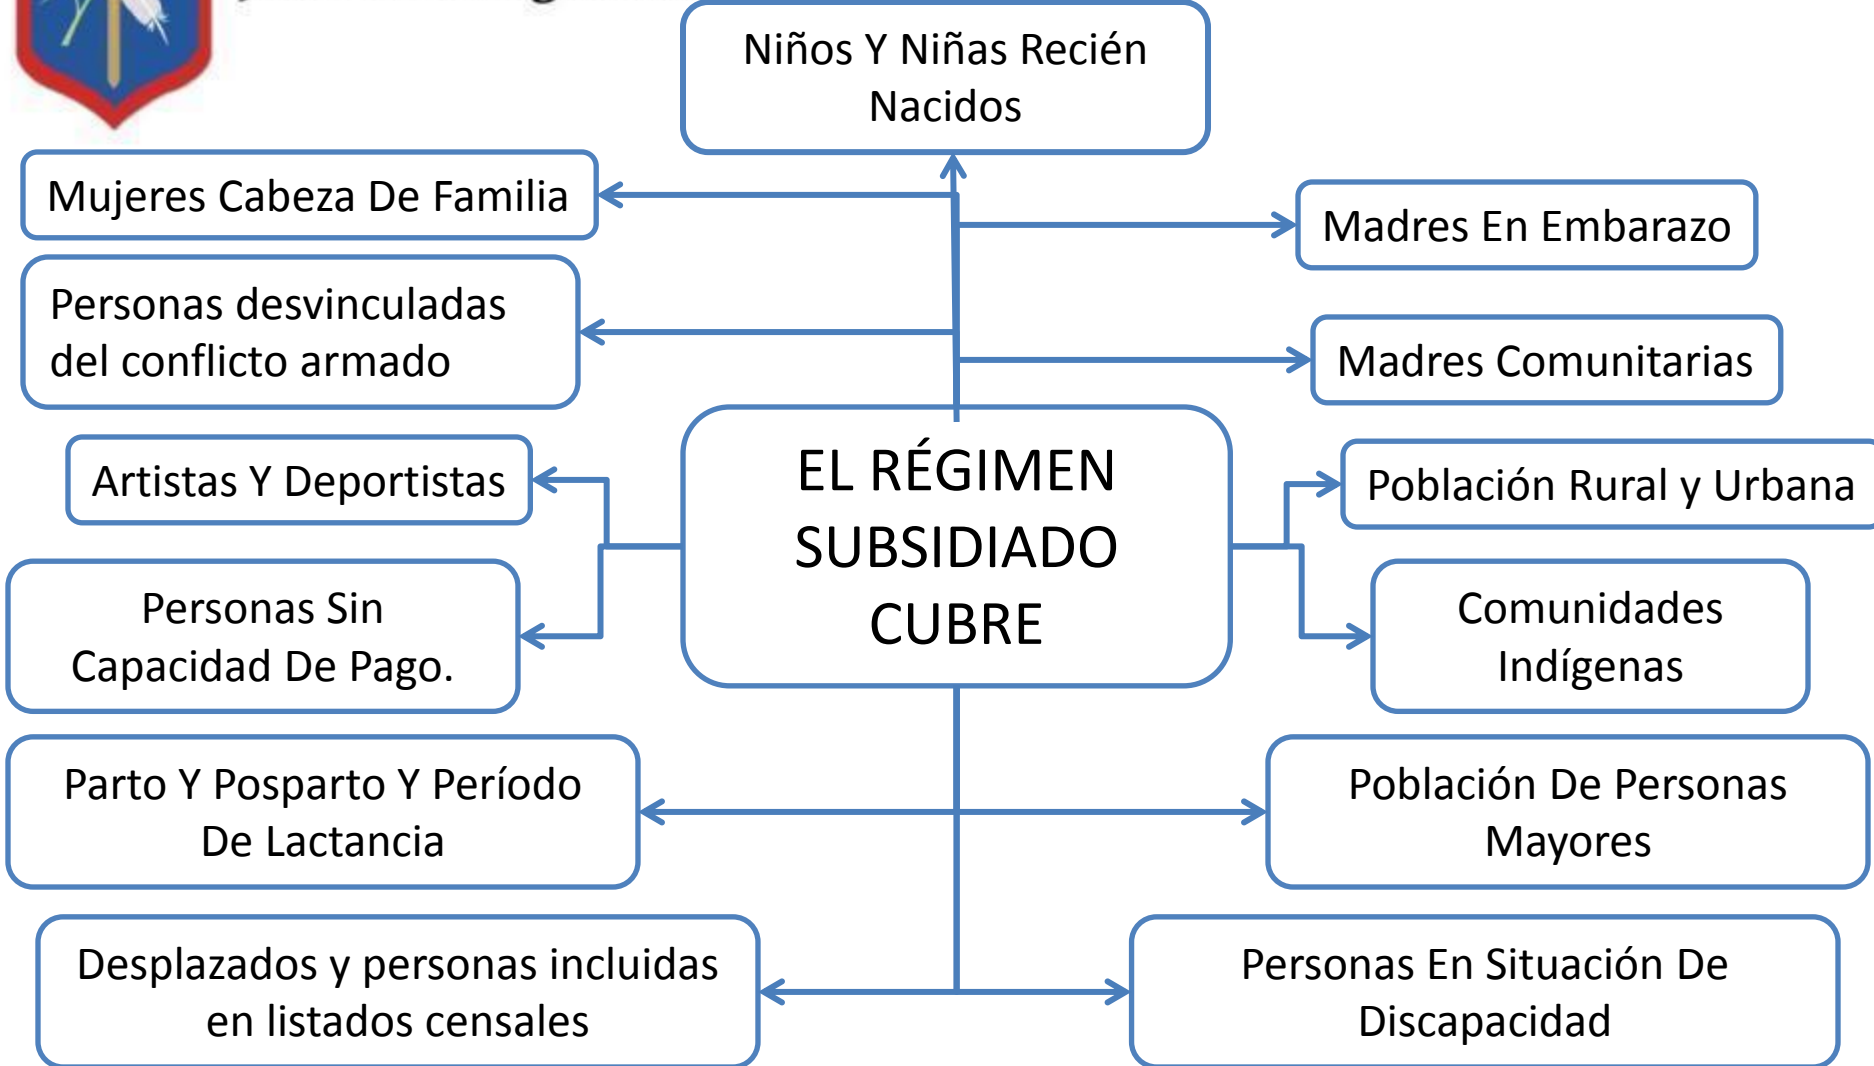 Niños Y Niñas Recién
Nacidos
Mujeres Cabeza De Familia
Madres En Embarazo
Personas desvinculadas
del conflicto armado
Madres Comunitarias
Artistas Y Deportistas
EL RÉGIMEN
SUBSIDIADO
CUBRE
Población Rural y Urbana
Personas Sin
Capacidad De Pago.
Comunidades
Indígenas
Parto Y Posparto Y Período
De Lactancia
Población De Personas
Mayores
Desplazados y personas incluidas
en listados censales
Personas En Situación De
Discapacidad